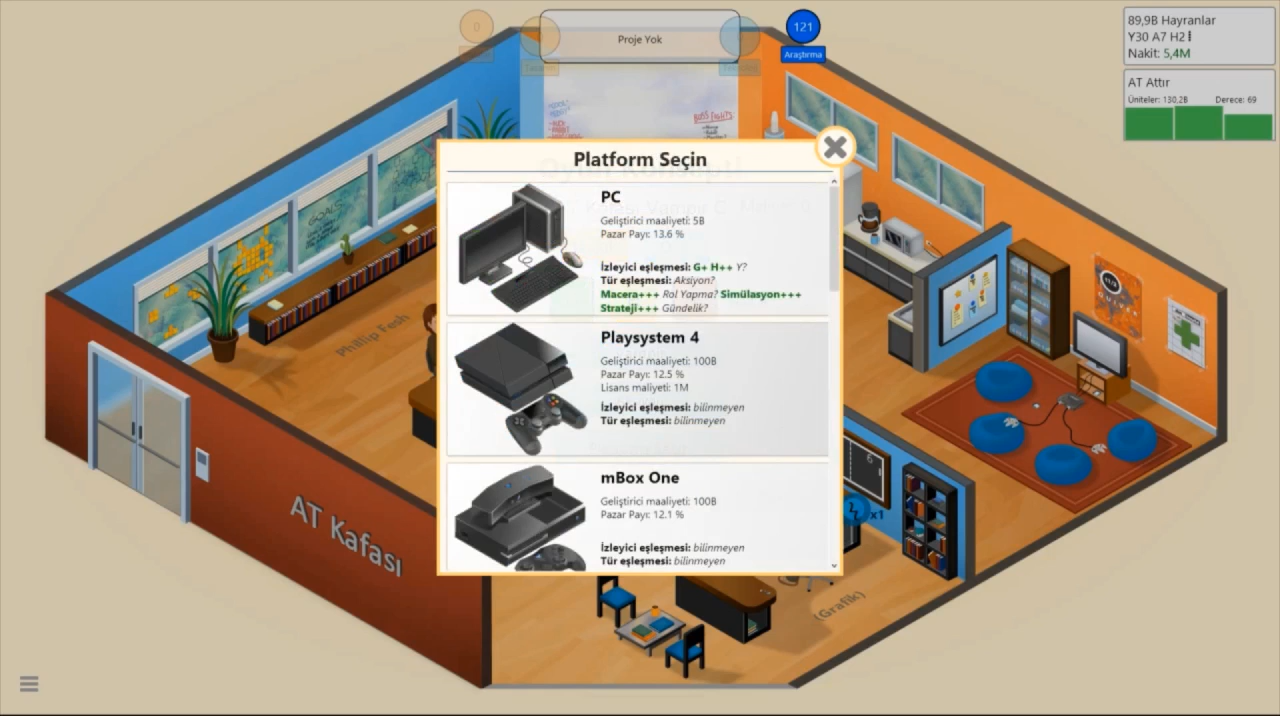 0
Proje Yok
121
Araştırma
89,9B Hayranlar
Y30 A7 H2
Nakit: 5,4M
AT Attır
Üniteler: 130,2B Derece: 69
GOALS
Phillip Fesh
Platform Seçin
PC
Geliştirici maaliyeti: 5B
Pazar Payı: 13.6 %
İzleyici eşleşmesi: G+ H++ Y?
Tür eşleşmesi: Aksiyon?
Macera+++ Rol Yapma? Simülasyon+++
Strateji+++ Gündelik?
Playsystem 4
Geliştirici maaliyeti: 100B
Pazar Payı: 12.5 %
Lisans maliyeti: 1M
İzleyici eşleşmesi: bilinmeyen
Tür eşleşmesi: bilinmeyen
mBox One
Geliştirici maaliyeti: 100B
Pazar Payı: 12.1 %
İzleyici eşleşmesi: bilinmeyen
Tür eşleşmesi: bilinmeyen
x1
AT Kafası
(Grafik)